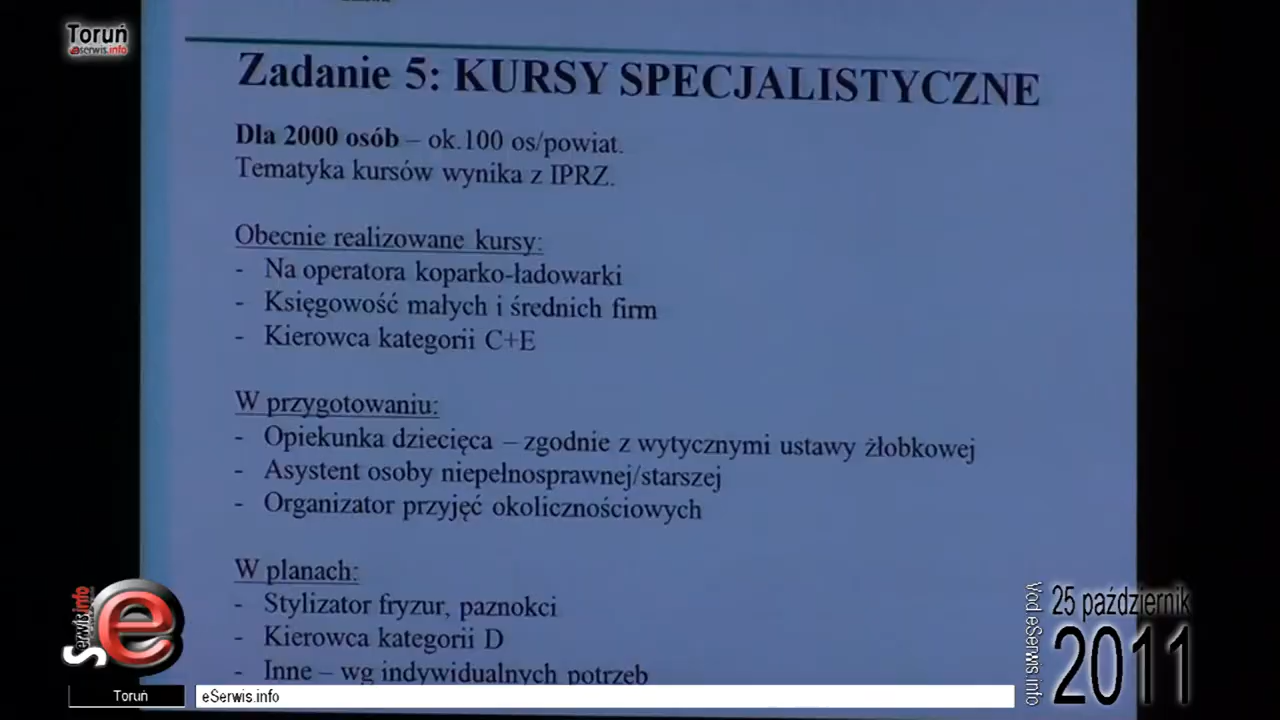 Toruń
eserwis.info
Zadanie 5: KURSY SPECJALISTYCZNE
Dla 2000 osób – ok.100 os/powiat.
Tematyka kursów wynika z IPRZ.
Obecnie realizowane kursy:
- Na operatora koparko-ładowarki
- Księgowość małych i średnich firm
- Kierowca kategorii C+E
W przygotowaniu:
- Opiekunka dziecięca – zgodnie z wytycznymi ustawy żłobkowej
- Asystent osoby niepełnosprawnej/starszej
- Organizator przyjęć okolicznościowych
W planach:
- Stylizator fryzur, paznokci
- Kierowca kategorii D
- Inne – wg indywidualnych potrzeb
eSerwis.info
Vod eSerwis.info
25 październik
2011
Toruń
eSerwis.info